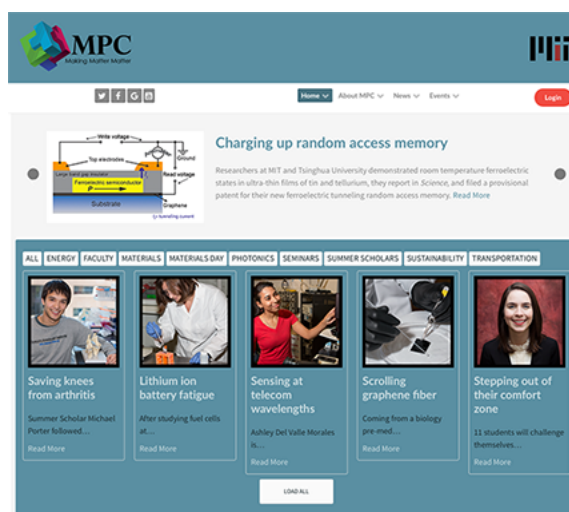 MPC
Making Matter Matter
Home About MPC News Events
Login
Write voltage
Top electrodes
Ground
Large band gap insulator
Read voltage
Ferroelectric semiconductor
P
Substrate
Graphene
Charging up random access memory
Researchers at MIT and Tsinghua University demonstrated room temperature ferroelectric
states in ultra-thin films of tin and tellurium, they report in Science, and filed a provisional
patent for their new ferroelectric tunneling random access memory. Read More
ALL ENERGY FACULTY MATERIALS MATERIALS DAY PHOTONICS SEMINARS SUMMER SCHOLARS SUSTAINABILITY TRANSPORTATION
Saving knees
from arthritis
Summer Scholar Michael
Porter followed…
Read More
Lithium ion
battery fatigue
After studying fuel cells
at…
Read More
Sensing at
telecom
wavelengths
Ashley Del Valle Morales
is…
Read More
Scrolling
graphene fiber
Coming from a biology
pre-med…
Read More
Stepping out of
their comfort
zone
11 students will challenge
themselves…
Read More
LOAD ALL